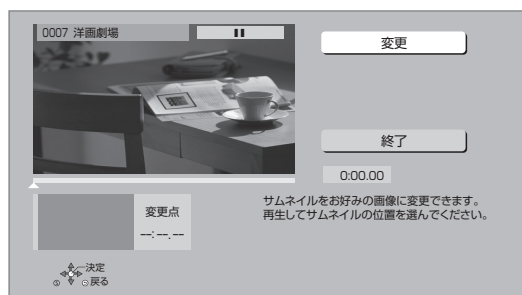 0007 洋画劇場
変更
終了
0:00.00
変更点
--:--.--
サムネイルをお好みの画像に変更できます。
再生してサムネイルの位置を選んでください。
決定
戻る